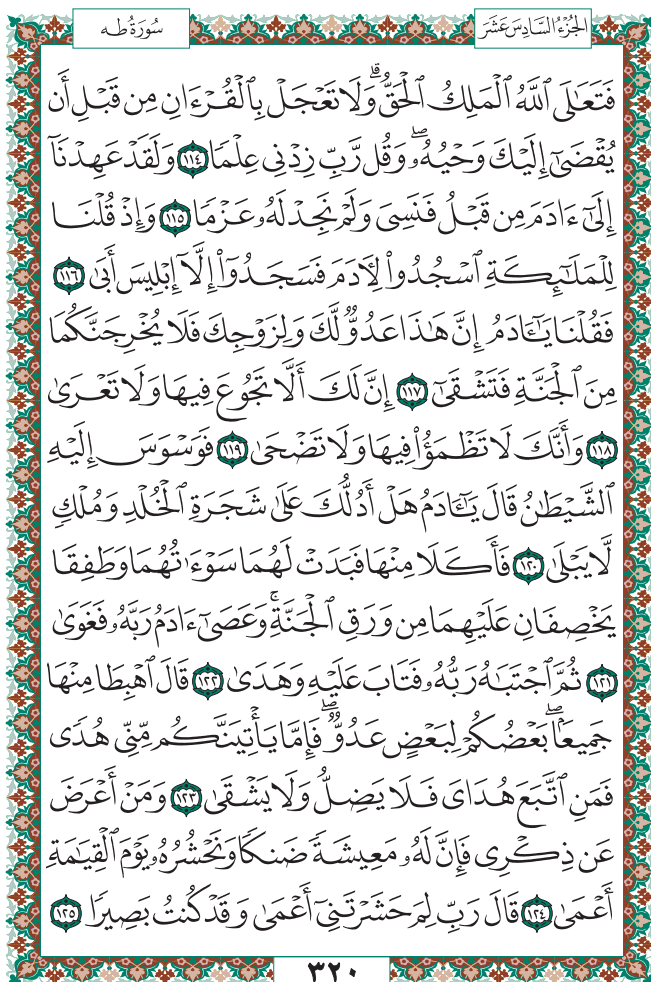 سُورَةُ طه
الجُزْءُ السَّادِسَ عَشَرَ
فَتَعَٰلَى ٱللَّهُ ٱلْمَلِكُ ٱلْحَقُّ ۗ وَلَا تَعْجَلْ بِٱلْقُرْءَانِ مِن قَبْلِ أَن
يُقْضَىٰٓ إِلَيْكَ وَحْيُهُۥ ۖ وَقُل رَّبِّ زِدْنِى عِلْمًا ١١٤ وَلَقَدْ عَهِدْنَآ
إِلَىٰٓ ءَادَمَ مِن قَبْلُ فَنَسِىَ وَلَمْ نَجِدْ لَهُۥ عَزْمًا ١١٥ وَإِذْ قُلْنَا
لِلْمَلَٰٓئِكَةِ ٱسْجُدُوا۟ لِءَادَمَ فَسَجَدُوٓا۟ إِلَّآ إِبْلِيسَ أَبَىٰ ١١٦
فَقُلْنَا يَٰٓـَٔادَمُ إِنَّ هَٰذَا عَدُوٌّ لَّكَ وَلِزَوْجِكَ فَلَا يُخْرِجَنَّكُمَا
مِنَ ٱلْجَنَّةِ فَتَشْقَىٰٓ ١١٧ إِنَّ لَكَ أَلَّا تَجُوعَ فِيهَا وَلَا تَعْرَىٰ
١١٨ وَأَنَّكَ لَا تَظْمَؤُا۟ فِيهَا وَلَا تَضْحَىٰ ١١٩ فَوَسْوَسَ إِلَيْهِ
ٱلشَّيْطَٰنُ قَالَ يَٰٓـَٔادَمُ هَلْ أَدُلُّكَ عَلَىٰ شَجَرَةِ ٱلْخُلْدِ وَمُلْكٍ
لَّا يَبْلَىٰ ١٢٠ فَأَكَلَا مِنْهَا فَبَدَتْ لَهُمَا سَوْءَٰتُهُمَا وَطَفِقَا
يَخْصِفَانِ عَلَيْهِمَا مِن وَرَقِ ٱلْجَنَّةِ ۚ وَعَصَىٰٓ ءَادَمُ رَبَّهُۥ فَغَوَىٰ
١٢١ ثُمَّ ٱجْتَبَٰهُ رَبُّهُۥ فَتَابَ عَلَيْهِ وَهَدَىٰ ١٢٢ قَالَ ٱهْبِطَا مِنْهَا
جَمِيعًۢا ۖ بَعْضُكُمْ لِبَعْضٍ عَدُوٌّ ۖ فَإِمَّا يَأْتِيَنَّكُم مِّنِّى هُدًى
فَمَنِ ٱتَّبَعَ هُدَاىَ فَلَا يَضِلُّ وَلَا يَشْقَىٰ ١٢٣ وَمَنْ أَعْرَضَ
عَن ذِكْرِى فَإِنَّ لَهُۥ مَعِيشَةً ضَنكًا وَنَحْشُرُهُۥ يَوْمَ ٱلْقِيَٰمَةِ
أَعْمَىٰ ١٢٤ قَالَ رَبِّ لِمَ حَشَرْتَنِىٓ أَعْمَىٰ وَقَدْ كُنتُ بَصِيرًا ١٢٥
٣٢٠